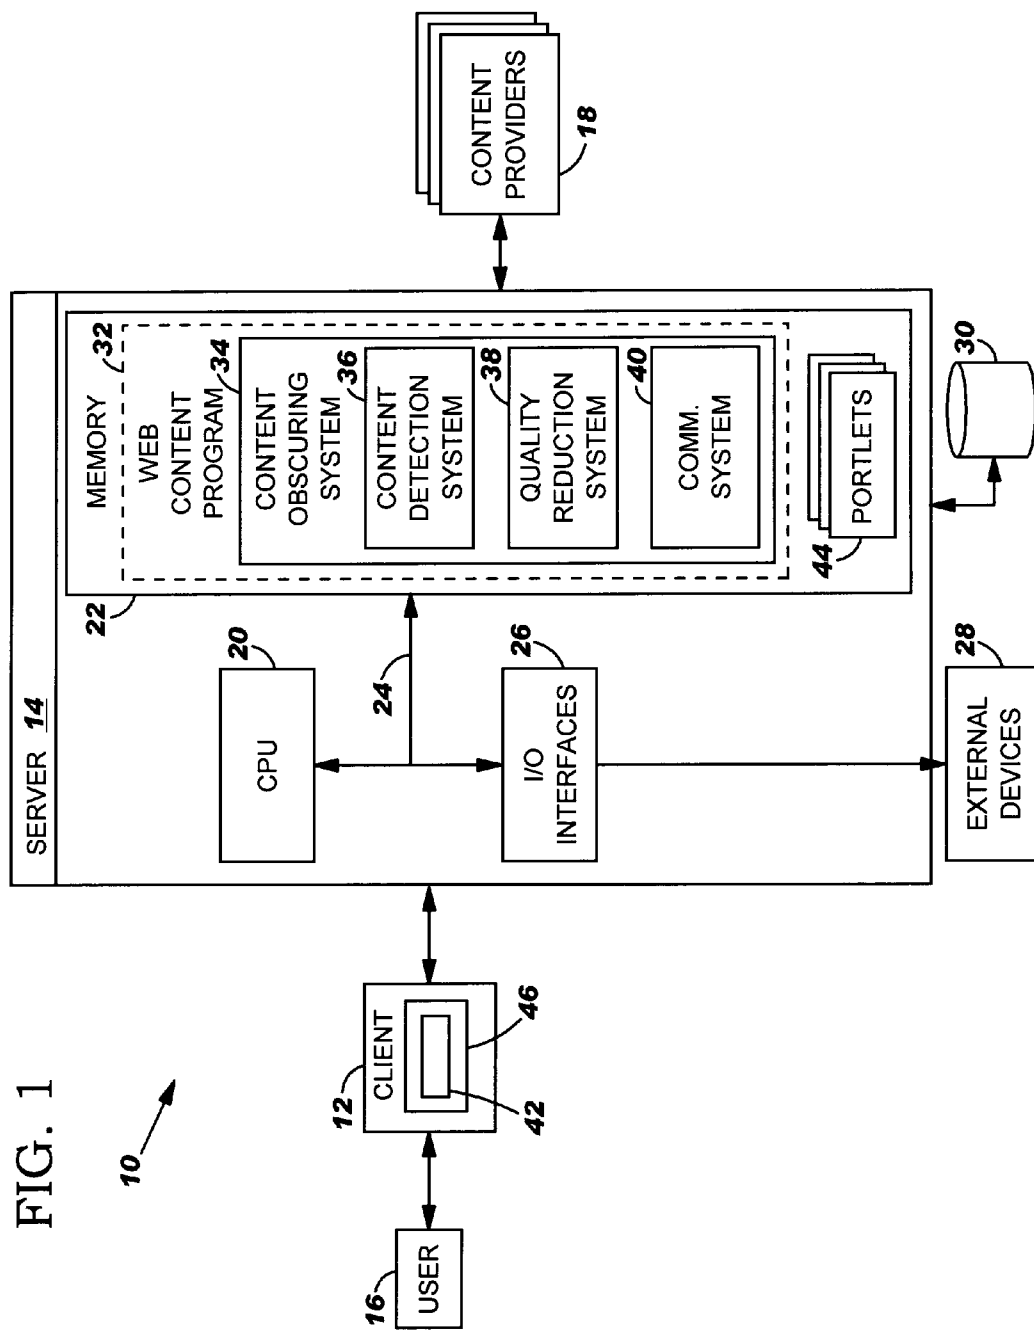 FIG. 1
10
SERVER 14
MEMORY
32
22
WEB
CONTENT
PROGRAM
34
CONTENT
OBSCURING
SYSTEM
36
CONTENT
DETECTION
SYSTEM
38
QUALITY
REDUCTION
SYSTEM
40
COMM.
SYSTEM
44
PORTLETS
20
CPU
24
26
I/O
INTERFACES
28
EXTERNAL
DEVICES
30
CONTENT
PROVIDERS
18
12
CLIENT
46
42
16
USER